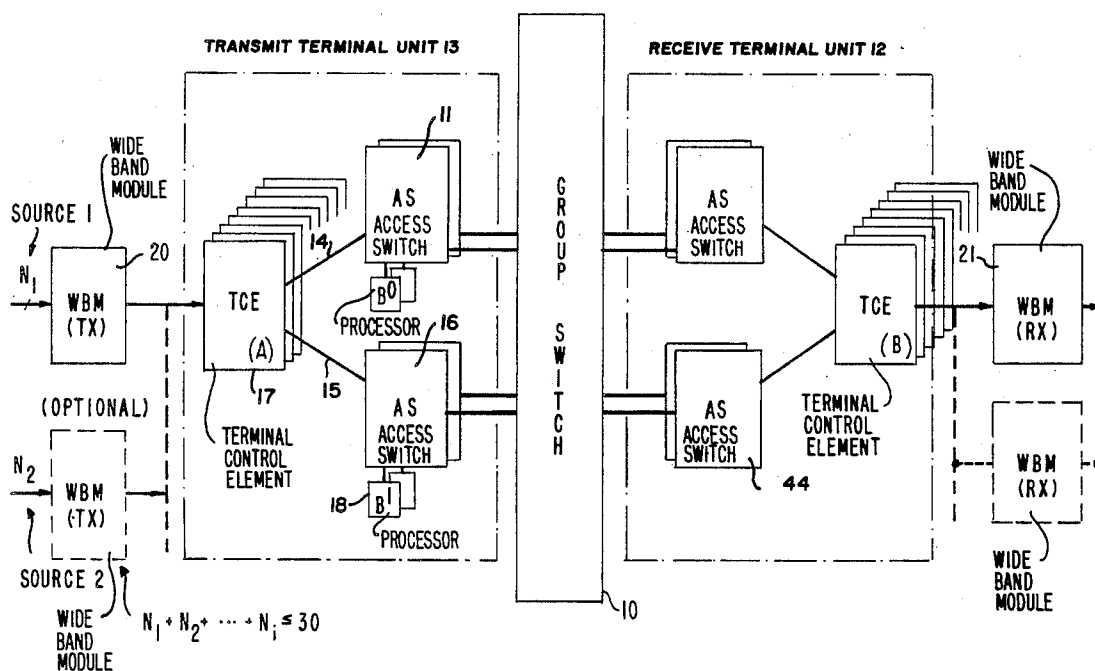 TRANSMIT TERMINAL UNIT 13
RECEIVE TERMINAL UNIT 12
WIDE
BAND
MODULE
SOURCE 1
N1
20
WBM
(TX)
(OPTIONAL)
N2
WBM
(TX)
SOURCE 2
WIDE
BAND
MODULE
N1 + N2 + ··· + Ni ≤ 30
TCE
(A)
17
TERMINAL
CONTROL
ELEMENT
14
15
11
AS
ACCESS
SWITCH
B0
PROCESSOR
16
AS
ACCESS
SWITCH
18
B1
PROCESSOR
GROUP
SWITCH
10
AS
ACCESS
SWITCH
AS
ACCESS
SWITCH
44
TCE
(B)
TERMINAL
CONTROL
ELEMENT
WIDE
BAND
MODULE
21
WBM
(RX)
WBM
(RX)
WIDE
BAND
MODULE